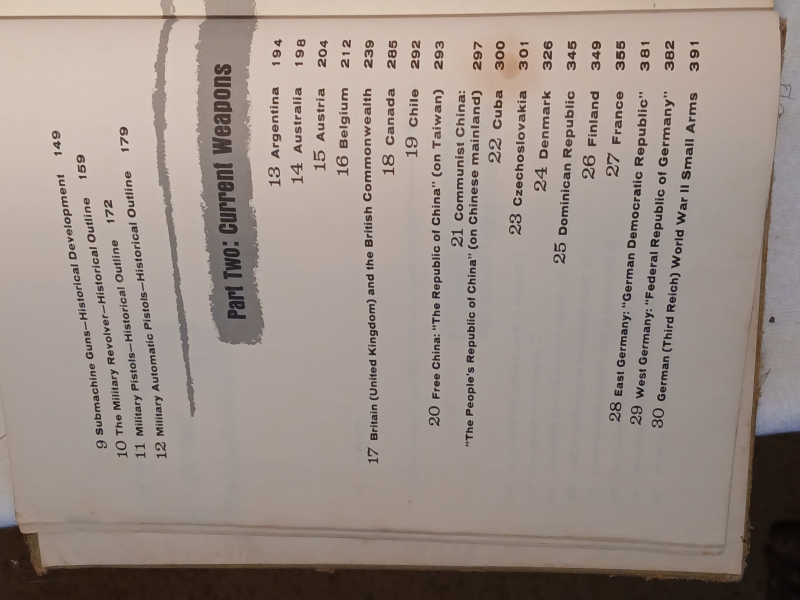 9 Submachine Guns—Historical Development 149
10 The Military Revolver—Historical Outline 159
11 Military Pistols—Historical Outline 172
12 Military Automatic Pistols—Historical Outline 179
Part Two: Current Weapons
13 Argentina 194
14 Australia 198
15 Austria 204
16 Belgium 212
17 Britain (United Kingdom) and the British Commonwealth 239
18 Canada 285
19 Chile 292
20 Free China: "The Republic of China" (on Taiwan) 293
21 Communist China:
"The People's Republic of China" (on Chinese mainland) 297
22 Cuba 300
23 Czechoslovakia 301
24 Denmark 326
25 Dominican Republic 345
26 Finland 349
27 France 355
28 East Germany: "German Democratic Republic" 381
29 West Germany: "Federal Republic of Germany" 382
30 German (Third Reich) World War II Small Arms 391